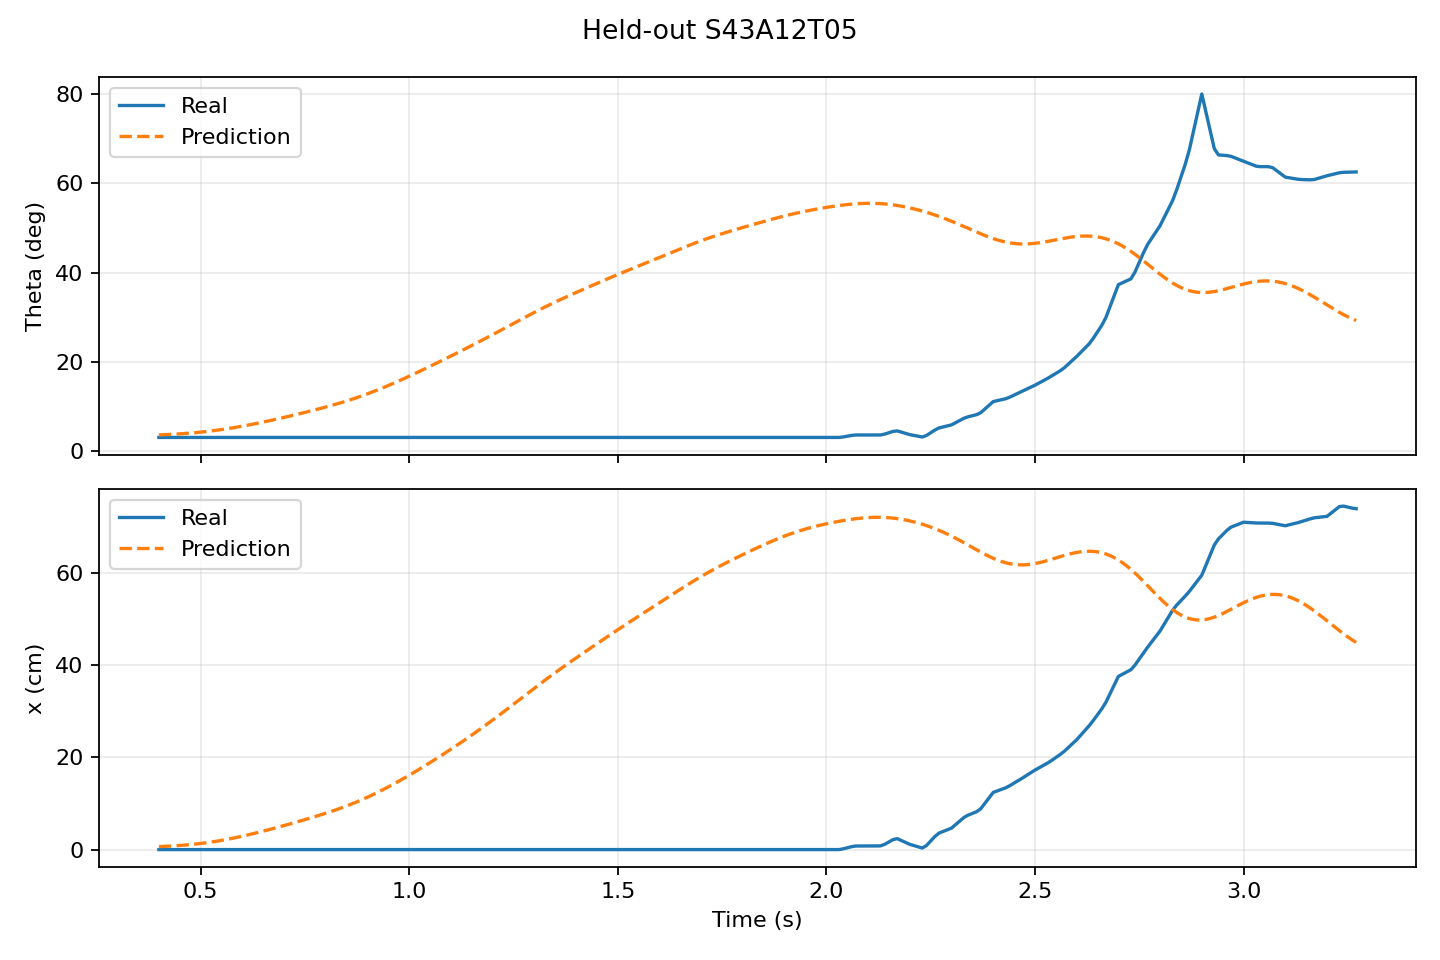 Held-out S43A12T05
80
60
40
20
0
Theta (deg)
Real
Prediction
60
40
20
0
x (cm)
Real
Prediction
0.5 1.0 1.5 2.0 2.5 3.0
Time (s)